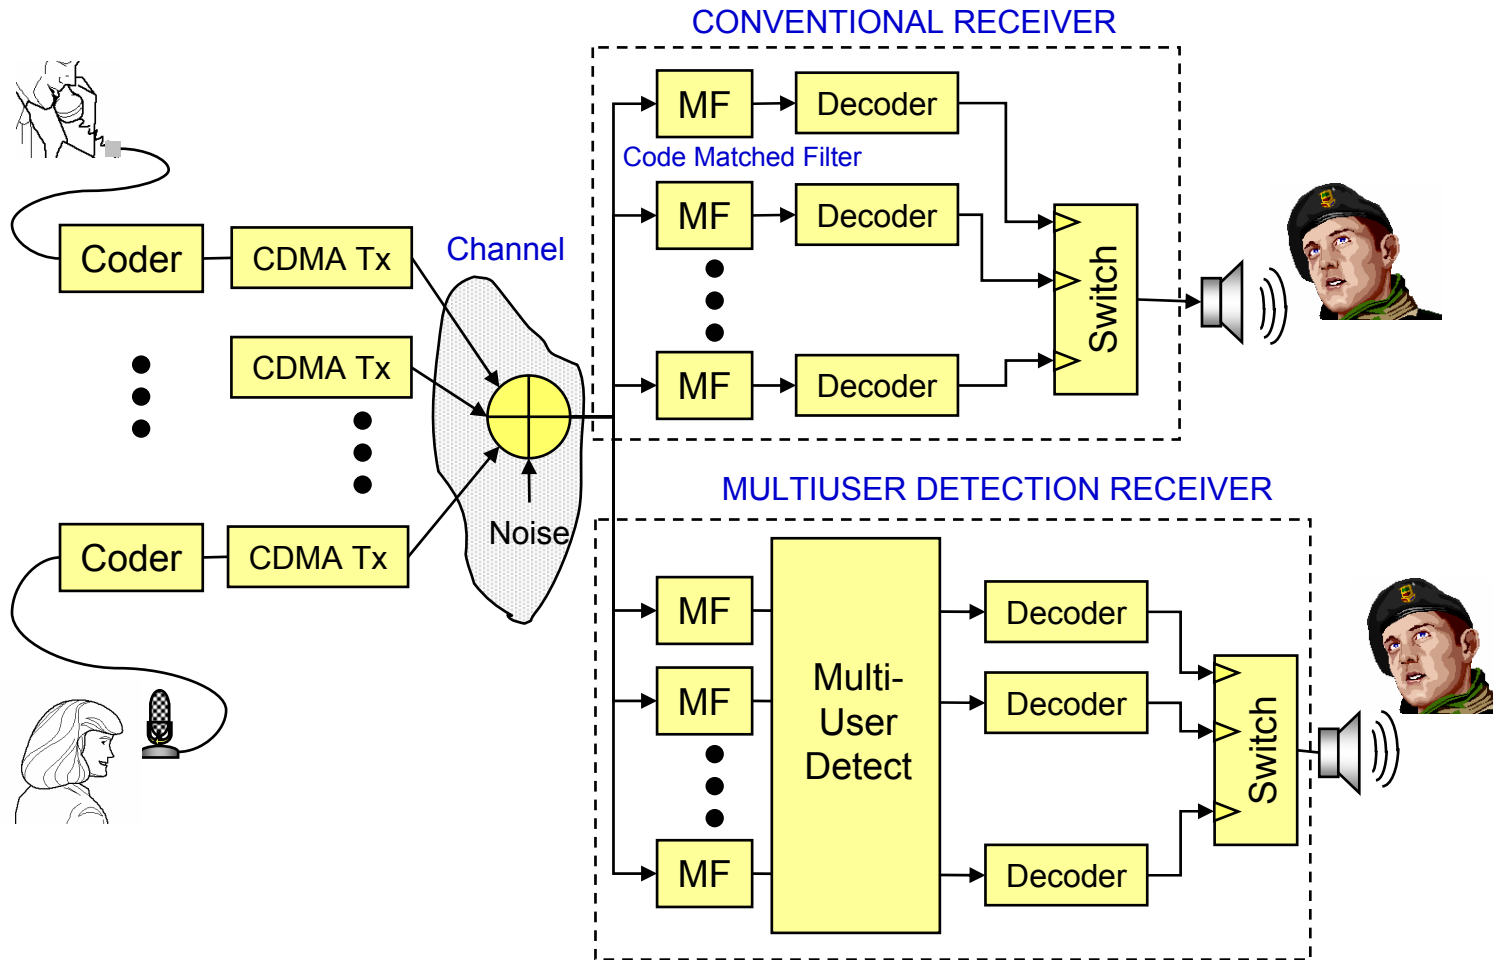 CONVENTIONAL RECEIVER
MF
Decoder
Code Matched Filter
MF
Decoder
MF
Decoder
Switch
Coder
CDMA Tx
Channel
CDMA Tx
Coder
CDMA Tx
Noise
MULTIUSER DETECTION RECEIVER
MF
MF
MF
Multi-
User
Detect
Decoder
Decoder
Decoder
Switch